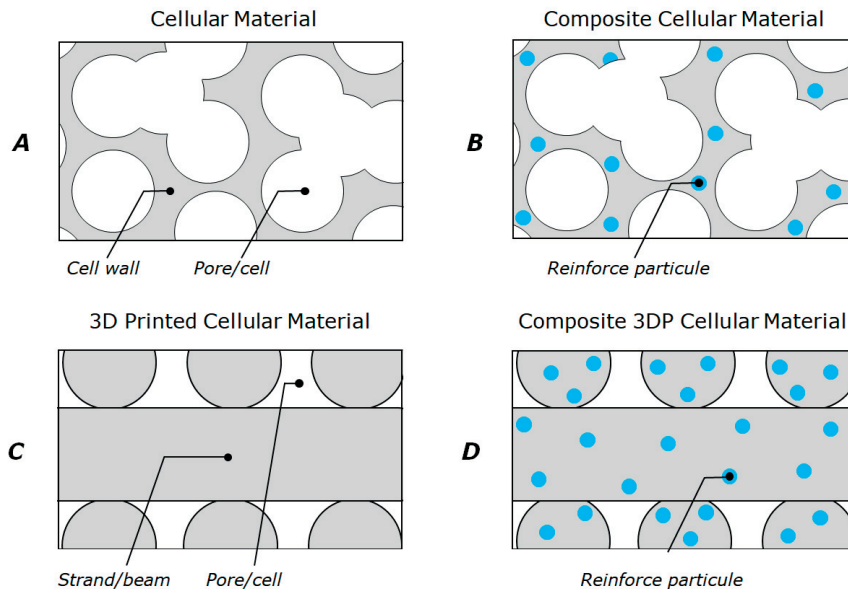 Cellular Material
Composite Cellular Material
A
B
Cell wall
Pore/cell
Reinforce particule
3D Printed Cellular Material
Composite 3DP Cellular Material
C
D
Strand/beam
Pore/cell
Reinforce particule